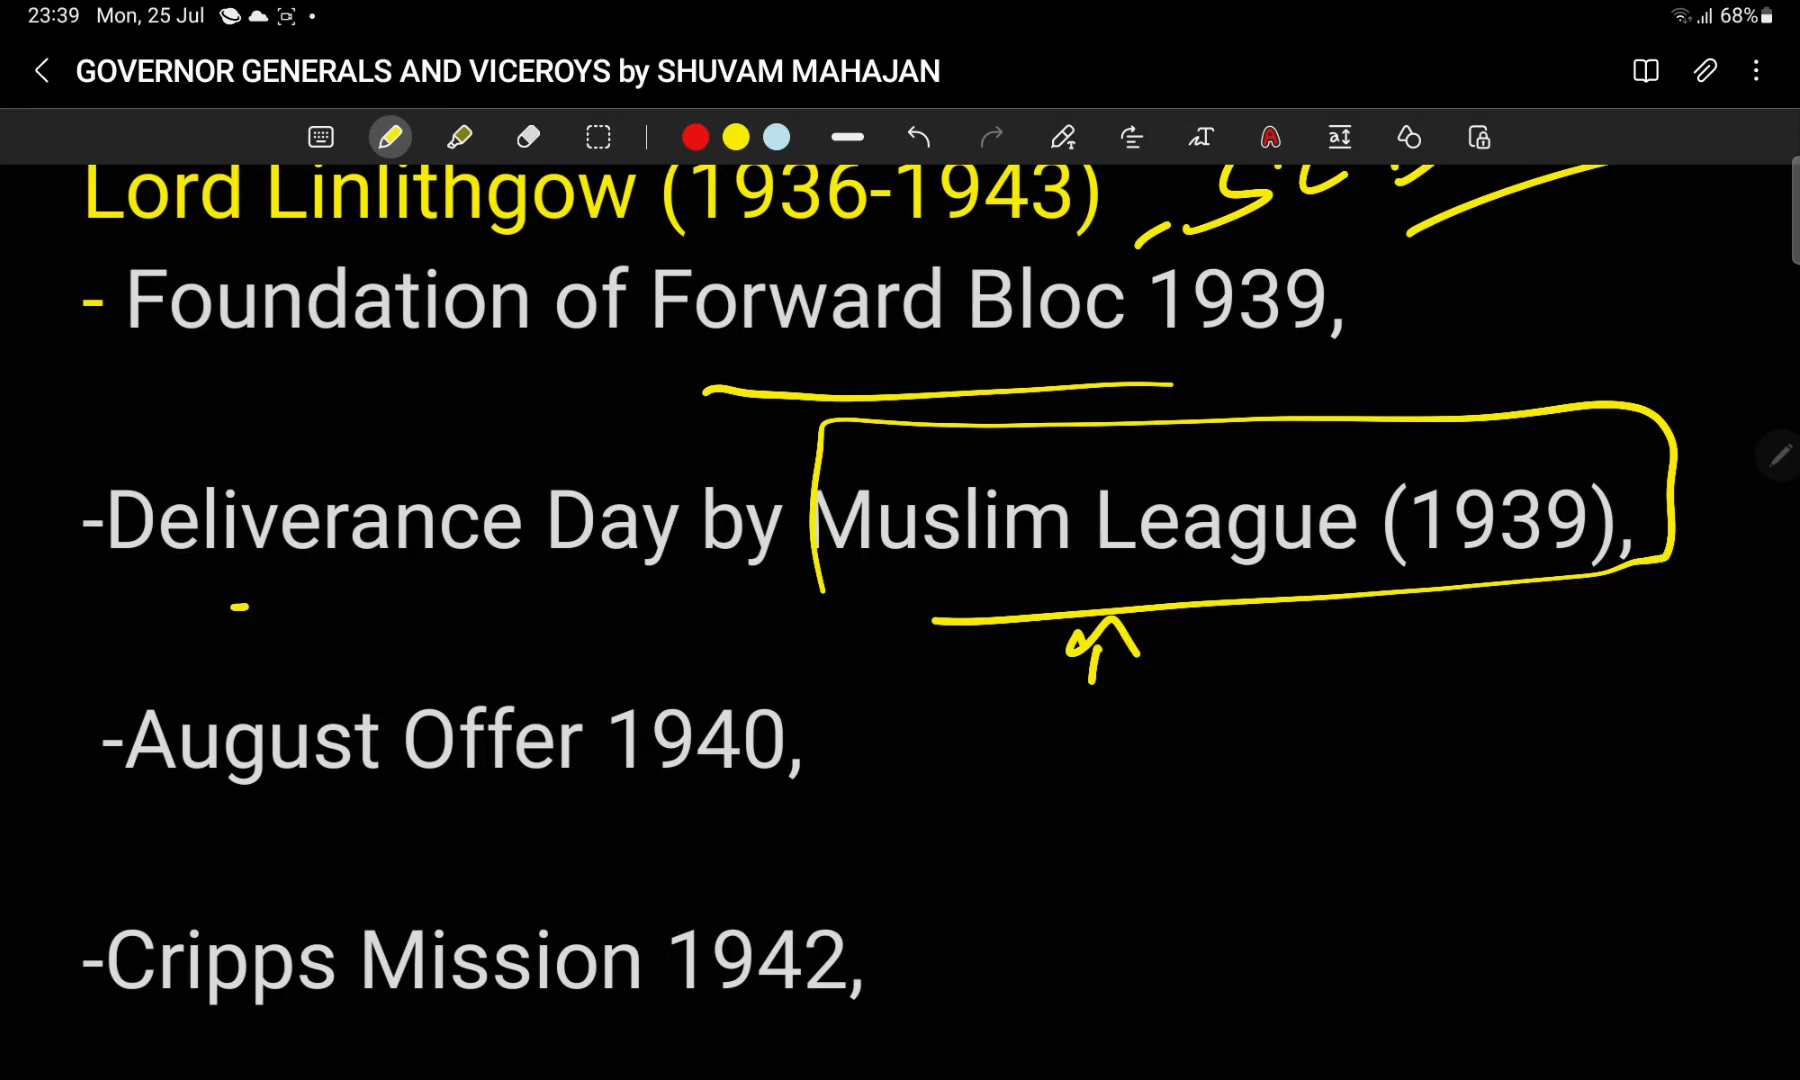 23:39 Mon, 25 Jul 68%
GOVERNOR GENERALS AND VICEROYS by SHUVAM MAHAJAN
Lord Linlithgow (1936-1943)
- Foundation of Forward Bloc 1939,
-Deliverance Day by Muslim League (1939),
-August Offer 1940,
-Cripps Mission 1942,